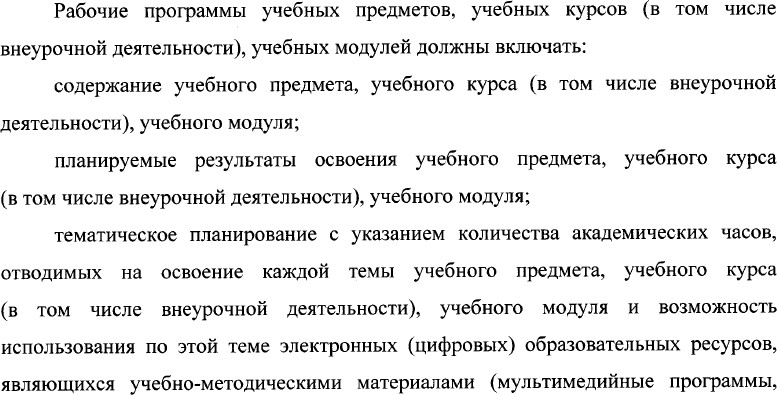 Рабочие программы учебных предметов, учебных курсов (в том числе
внеурочной деятельности), учебных модулей должны включать:
содержание учебного предмета, учебного курса (в том числе внеурочной
деятельности), учебного модуля;
планируемые результаты освоения учебного предмета, учебного курса
(в том числе внеурочной деятельности), учебного модуля;
тематическое планирование с указанием количества академических часов,
отводимых на освоение каждой темы учебного предмета, учебного курса
(в том числе внеурочной деятельности), учебного модуля и возможность
использования по этой теме электронных (цифровых) образовательных ресурсов,
являющихся учебно-методическими материалами (мультимедийные программы,